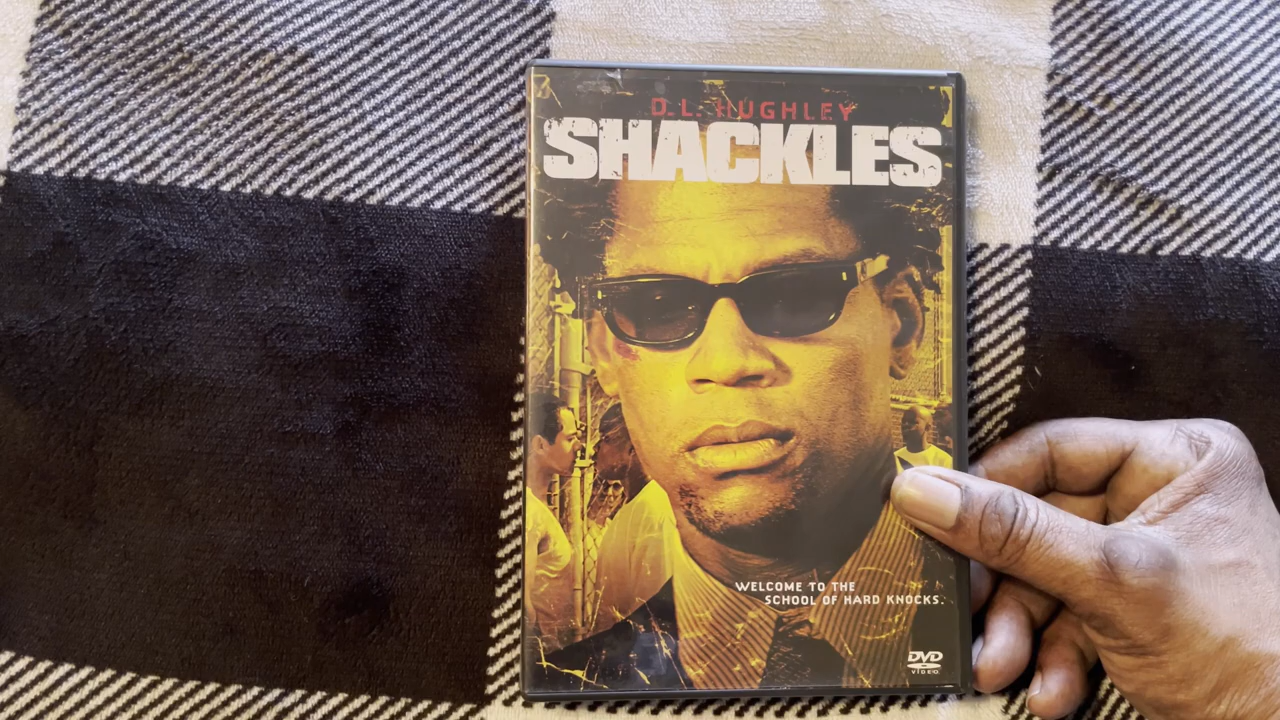 D.L. HUGHLEY
SHACKLES
WELCOME TO THE
SCHOOL OF HARD KNOCKS.
DVD
VIDEO